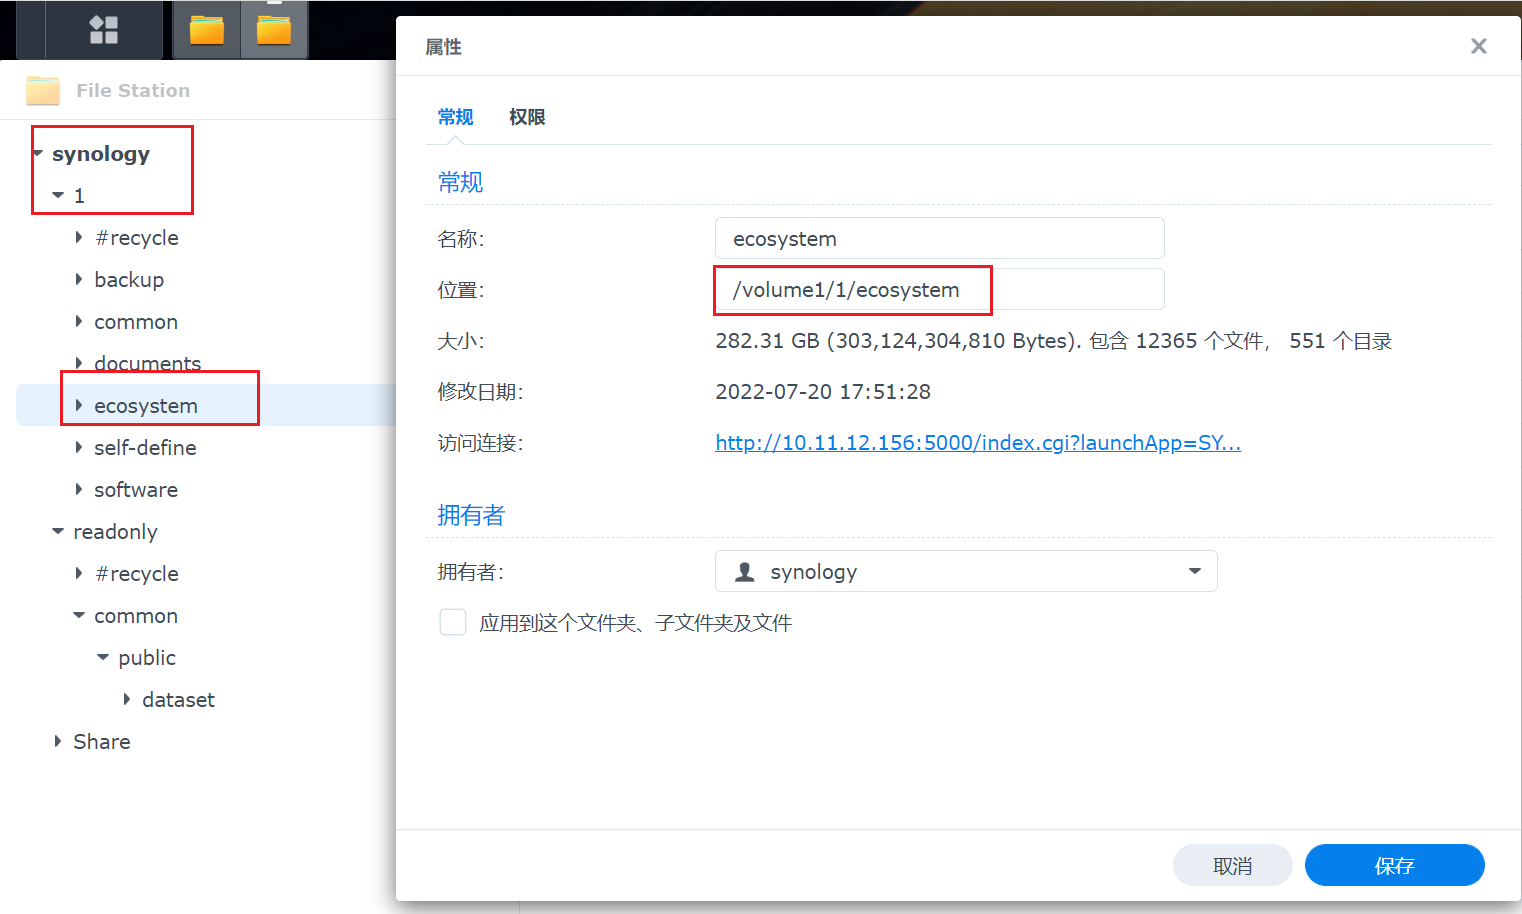 File Station
synology
1
#recycle
backup
common
documents
ecosystem
self-define
software
readonly
#recycle
common
public
dataset
Share
属性
常规 权限
常规
名称： ecosystem
位置： /volume1/1/ecosystem
大小： 282.31 GB (303,124,304,810 Bytes). 包含 12365 个文件， 551 个目录
修改日期： 2022-07-20 17:51:28
访问连接： http://10.11.12.156:5000/index.cgi?launchApp=SY...
拥有者
拥有者： synology
应用到这个文件夹、子文件夹及文件
取消 保存